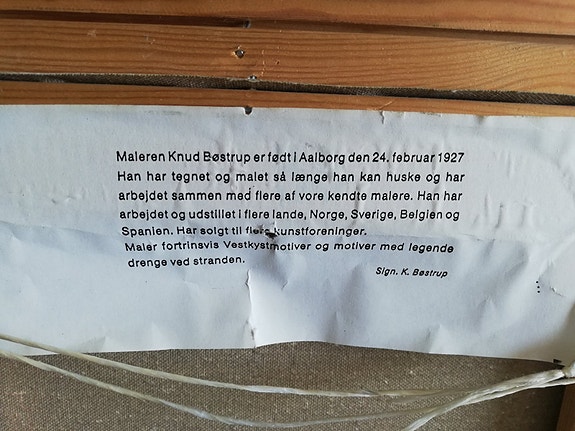 Maleren Knud Bøstrup er født i Aalborg den 24. februar 1927
Han har tegnet og malet så længe han kan huske og har
arbejdet sammen med flere af vore kendte malere. Han har
arbejdet og udstillet i flere lande, Norge, Sverige, Belgien og
Spanien. Har solgt til flere kunstforeninger.
Maler fortrinsvis Vestkystmotiver og motiver med legende
drenge ved stranden.
Sign. K. Bøstrup